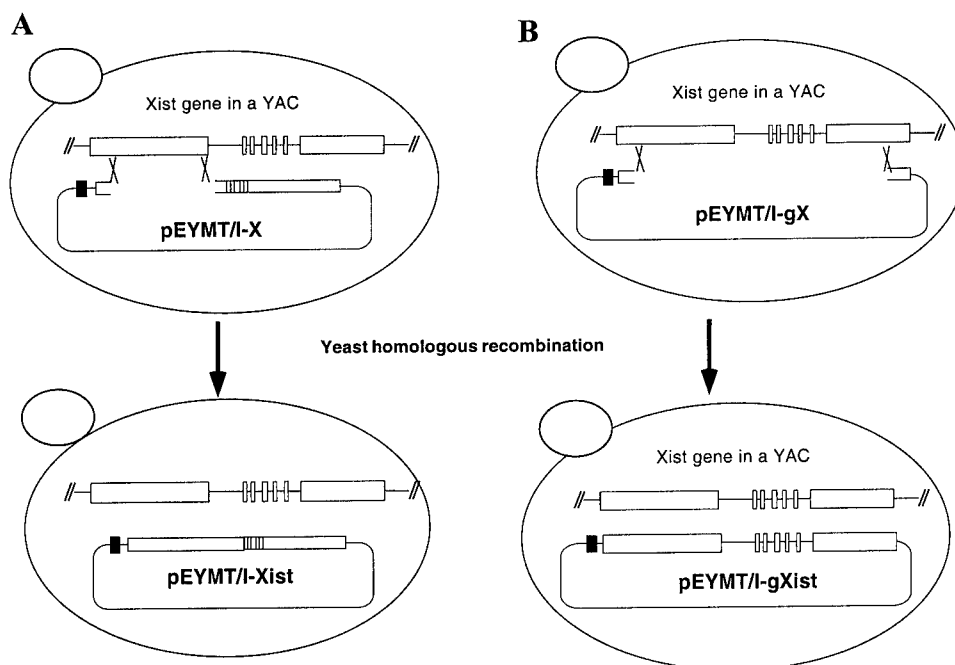 A
Xist gene in a YAC
pEYMT/I-X
B
Xist gene in a YAC
pEYMT/I-gX
Yeast homologous recombination
pEYMT/I-Xist
Xist gene in a YAC
pEYMT/I-gXist